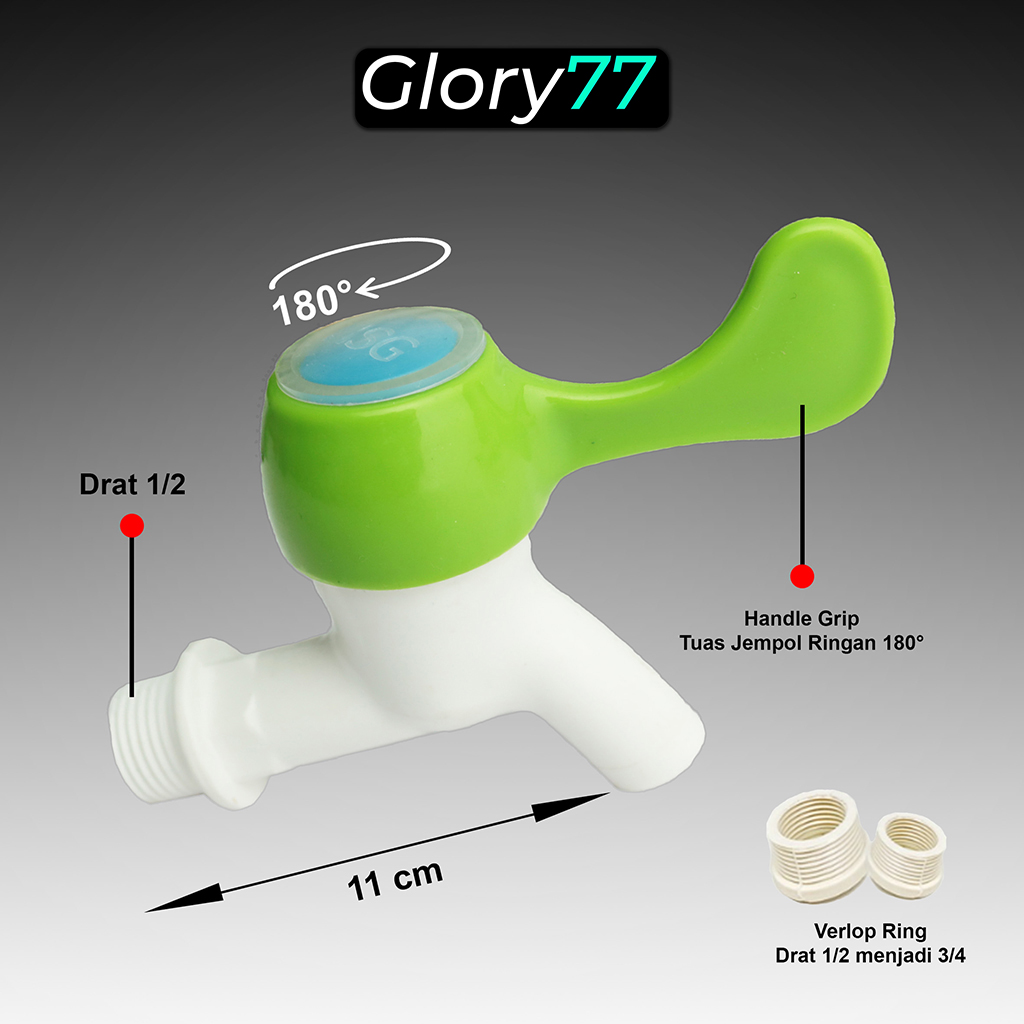 Glory77
180°
SG
Drat 1/2
Handle Grip
Tuas Jempol Ringan 180°
11 cm
Verlop Ring
Drat 1/2 menjadi 3/4